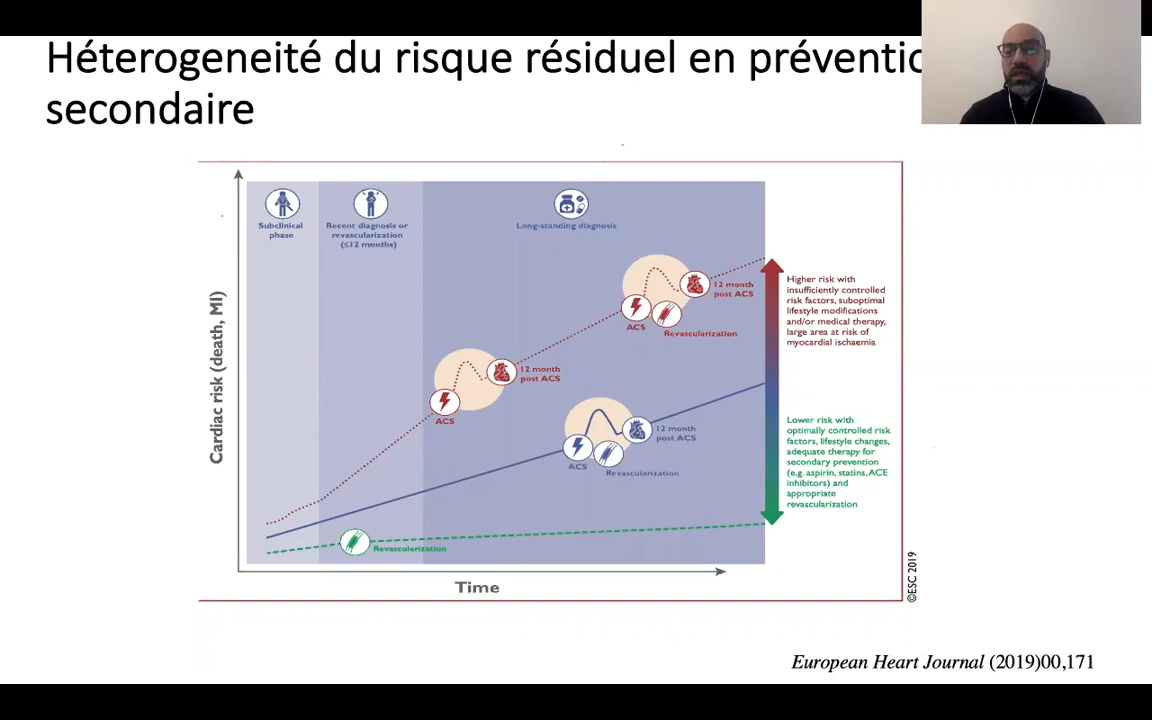 Héterogeneité du risque résiduel en préventio
secondaire
Subclinical
phase
Recent diagnosis or
revascularization
(≤12 months)
Long-standing diagnosis
Cardiac risk (death, MI)
12 month
post ACS
ACS
Revascularization
12 month
post ACS
ACS
12 month
post ACS
ACS
Revascularization
Revascularization
Higher risk with
insufficiently controlled
risk factors, suboptimal
lifestyle modifications
and/or medical therapy,
large area at risk of
myocardial ischaemia
Lower risk with
optimally controlled risk
factors, lifestyle changes,
adequate therapy for
secondary prevention
(e.g. aspirin, statins, ACE
inhibitors) and
appropriate
revascularization
Time
©ESC 2019
European Heart Journal (2019)00,171